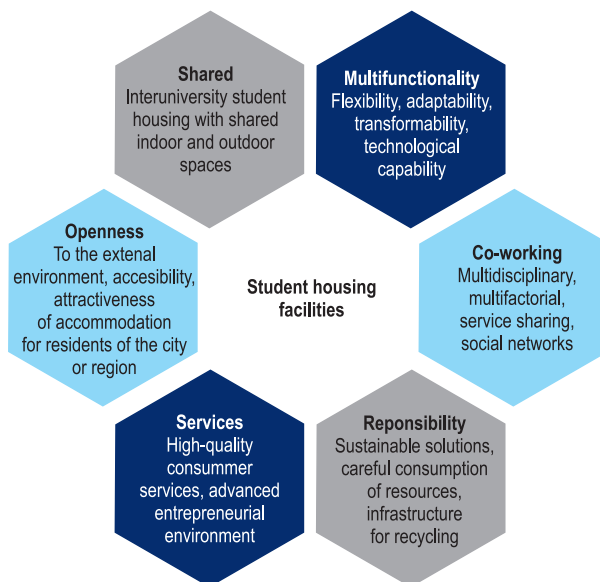 Shared
Interuniversity student
housing with shared
indoor and outdoor
spaces
Multifunctionality
Flexibility, adaptability,
transformability,
technological
capability
Openness
To the extenal
environment, accesibility,
attractiveness
of accommodation
for residents of the city
or region
Student housing
facilities
Co-working
Multidisciplinary,
multifactorial,
service sharing,
social networks
Services
High-quality
consummer
services, advanced
entrepreneurial
environment
Reponsibility
Sustainable solutions,
careful consumption
of resources,
infrastructure
for recycling